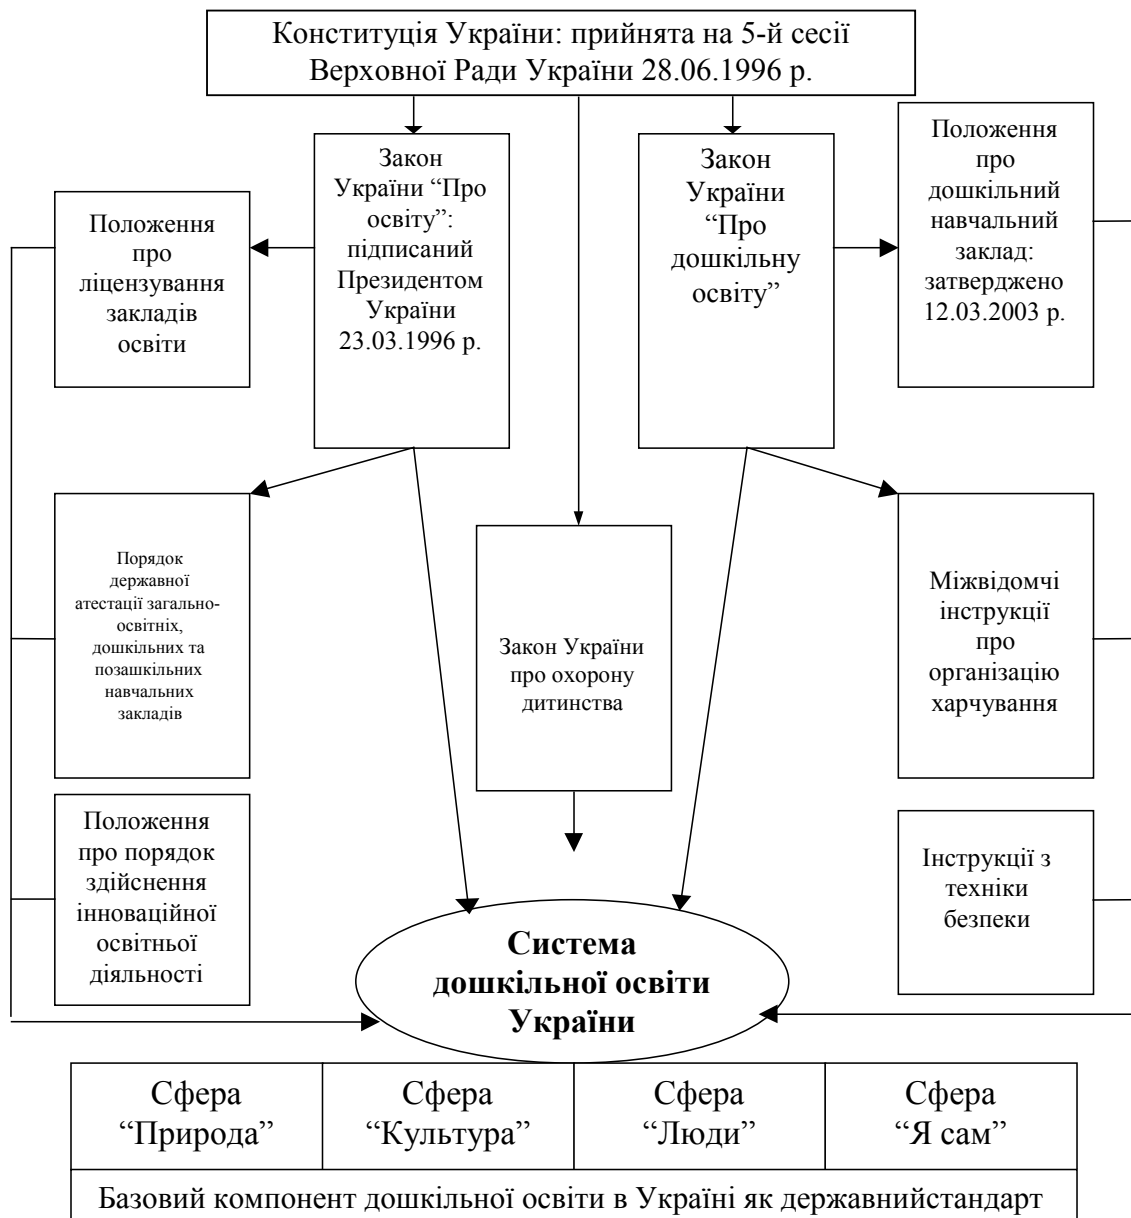 Конституція України: прийнята на 5-й сесії
Верховної Ради України 28.06.1996 р.
Положення
про
ліцензування
закладів
освіти
Закон
України “Про
освіту”:
підписаний
Президентом
України
23.03.1996 р.
Закон
України
“Про
дошкільну
освіту”
Положення
про
дошкільний
навчальний
заклад:
затверджено
12.03.2003 р.
Порядок
державної
атестації загально-
освітніх,
дошкільних та
позашкільних
навчальних
закладів
Закон України
про охорону
дитинства
Міжвідомчі
інструкції
про
організацію
харчування
Положення
про порядок
здійснення
інноваційної
освітньої
діяльності
Інструкції з
техніки
безпеки
Система
дошкільної освіти
України
Сфера
“Природа”
Сфера
“Культура”
Сфера
“Люди”
Сфера
“Я сам”
Базовий компонент дошкільної освіти в Україні як державнийстандарт